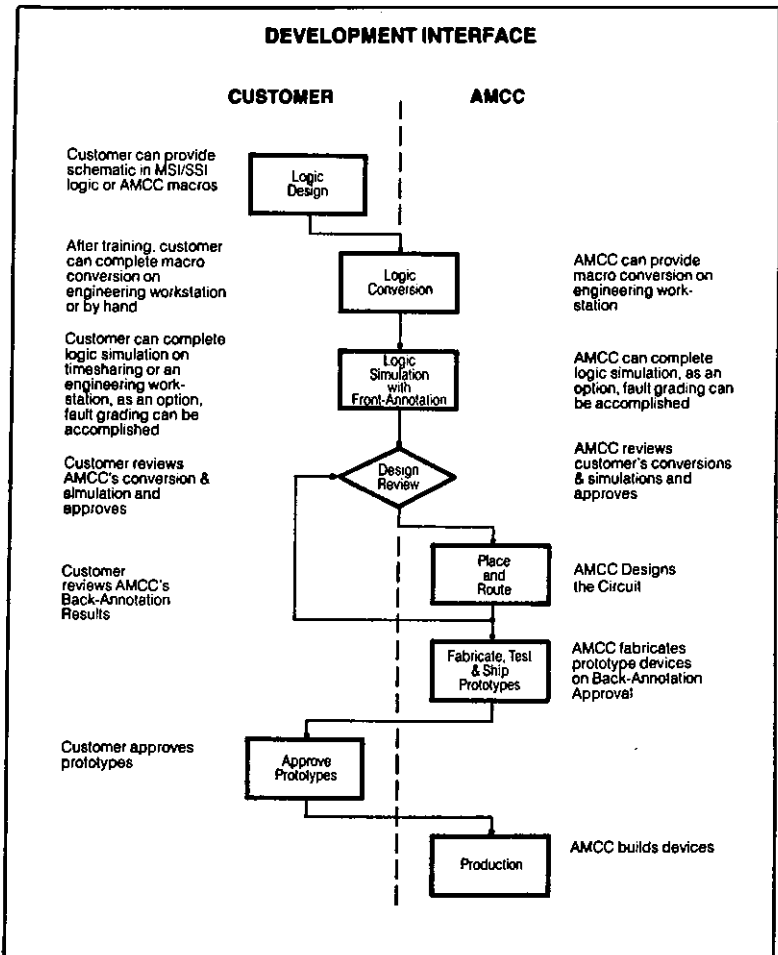 DEVELOPMENT INTERFACE
CUSTOMER
AMCC
Customer can provide
schematic in MSI/SSI
logic or AMCC macros
Logic
Design
After training, customer
can complete macro
conversion on
engineering workstation
or by hand
Logic
Conversion
AMCC can provide
macro conversion on
engineering work-
station
Customer can complete
logic simulation on
timesharing or an
engineering work-
station, as an option,
fault grading can be
accomplished
Logic
Simulation
with
Front-Annotation
AMCC can complete
logic simulation, as an
option, fault grading can
be accomplished
Customer reviews
AMCC's conversion &
simulation and
approves
Design
Review
AMCC reviews
customer's conversions
& simulations and
approves
Customer
reviews AMCC's
Back-Annotation
Results
Place
and
Route
AMCC Designs
the Circuit
Fabricate, Test
& Ship
Prototypes
AMCC fabricates
prototype devices
on Back-Annotation
Approval
Customer approves
prototypes
Approve
Prototypes
Production
AMCC builds devices